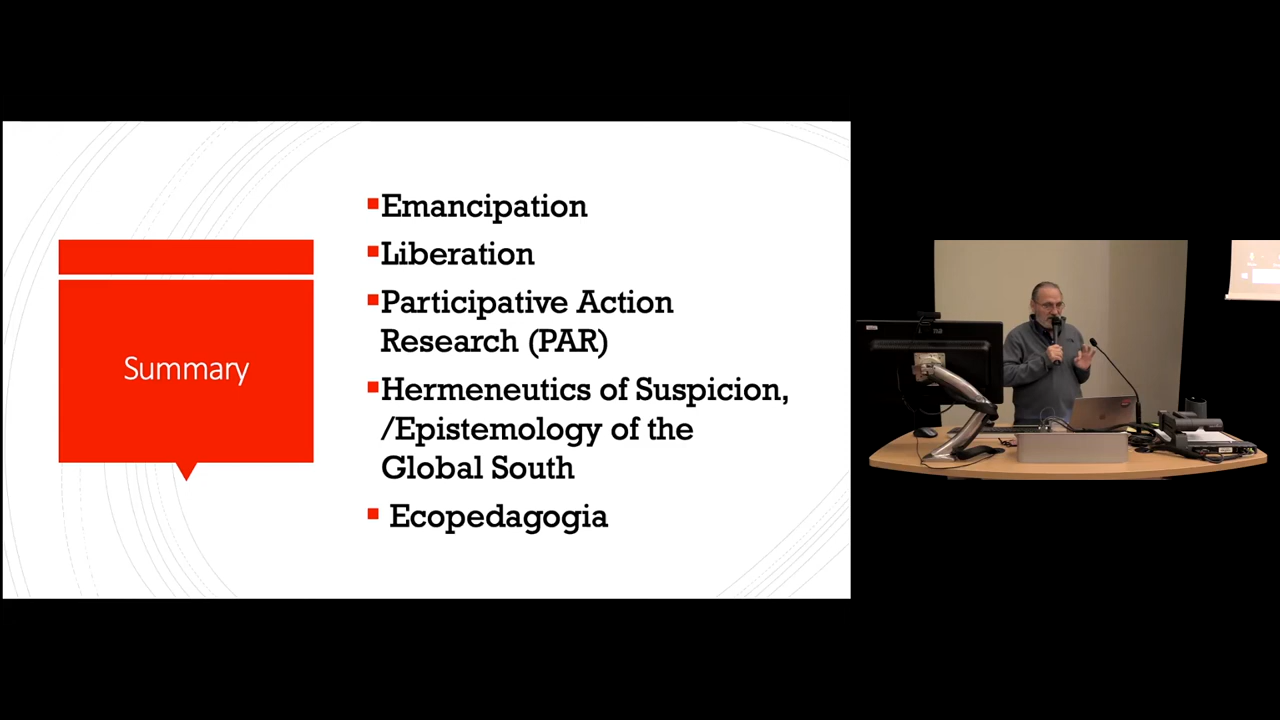 Summary
Emancipation
Liberation
Participative Action
Research (PAR)
Hermeneutics of Suspicion,
/Epistemology of the
Global South
Ecopedagogia